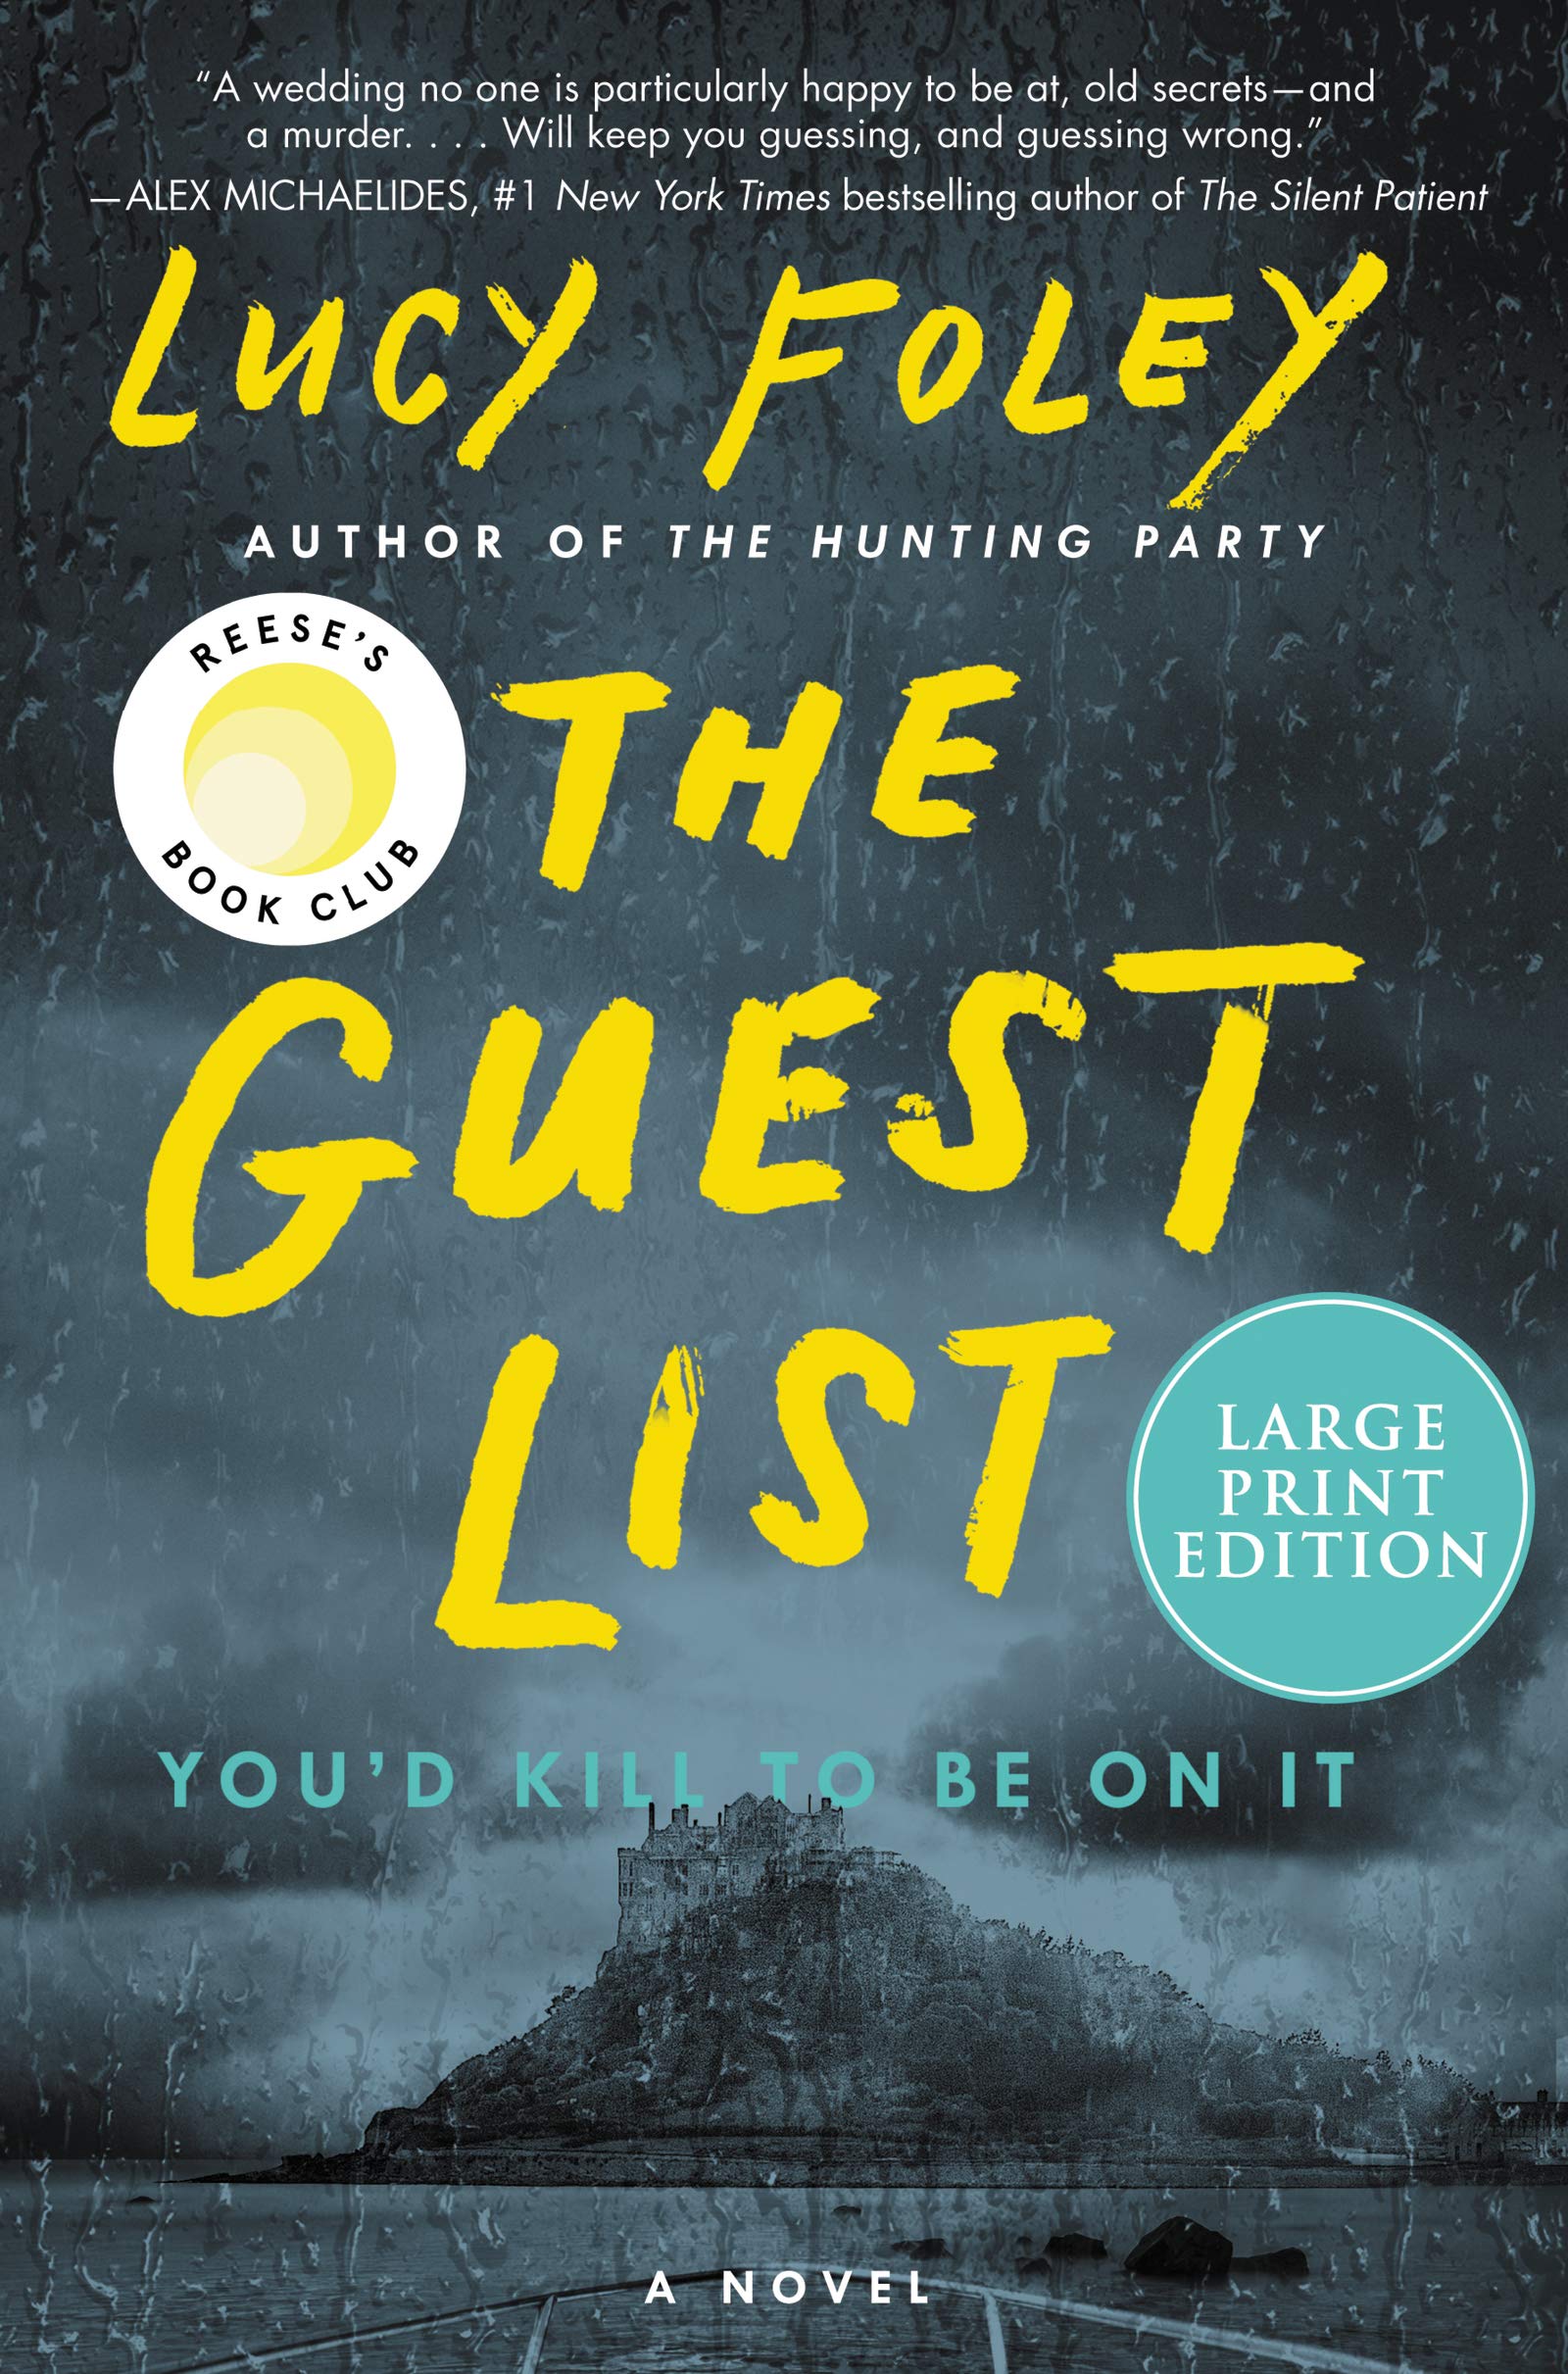 “A wedding no one is particularly happy to be at, old secrets—and
a murder. . . . Will keep you guessing, and guessing wrong.”
—ALEX MICHAELIDES, #1 New York Times bestselling author of The Silent Patient
LUCY FOLEY
AUTHOR OF THE HUNTING PARTY
REESE’S
BOOK CLUB
THE
GUEST
LIST
LARGE
PRINT
EDITION
YOU’D KILL TO BE ON IT
A NOVEL